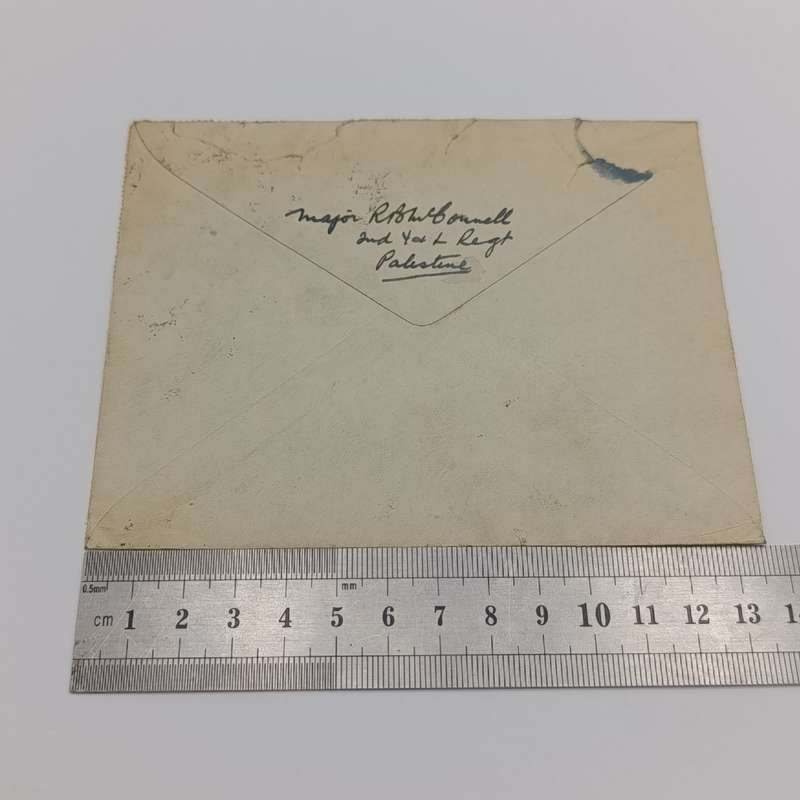 Major R B McConnell
2nd Y & L Regt
Palestine
0.5mm mm
cm 1 2 3 4 5 6 7 8 9 10 11 12 13 14